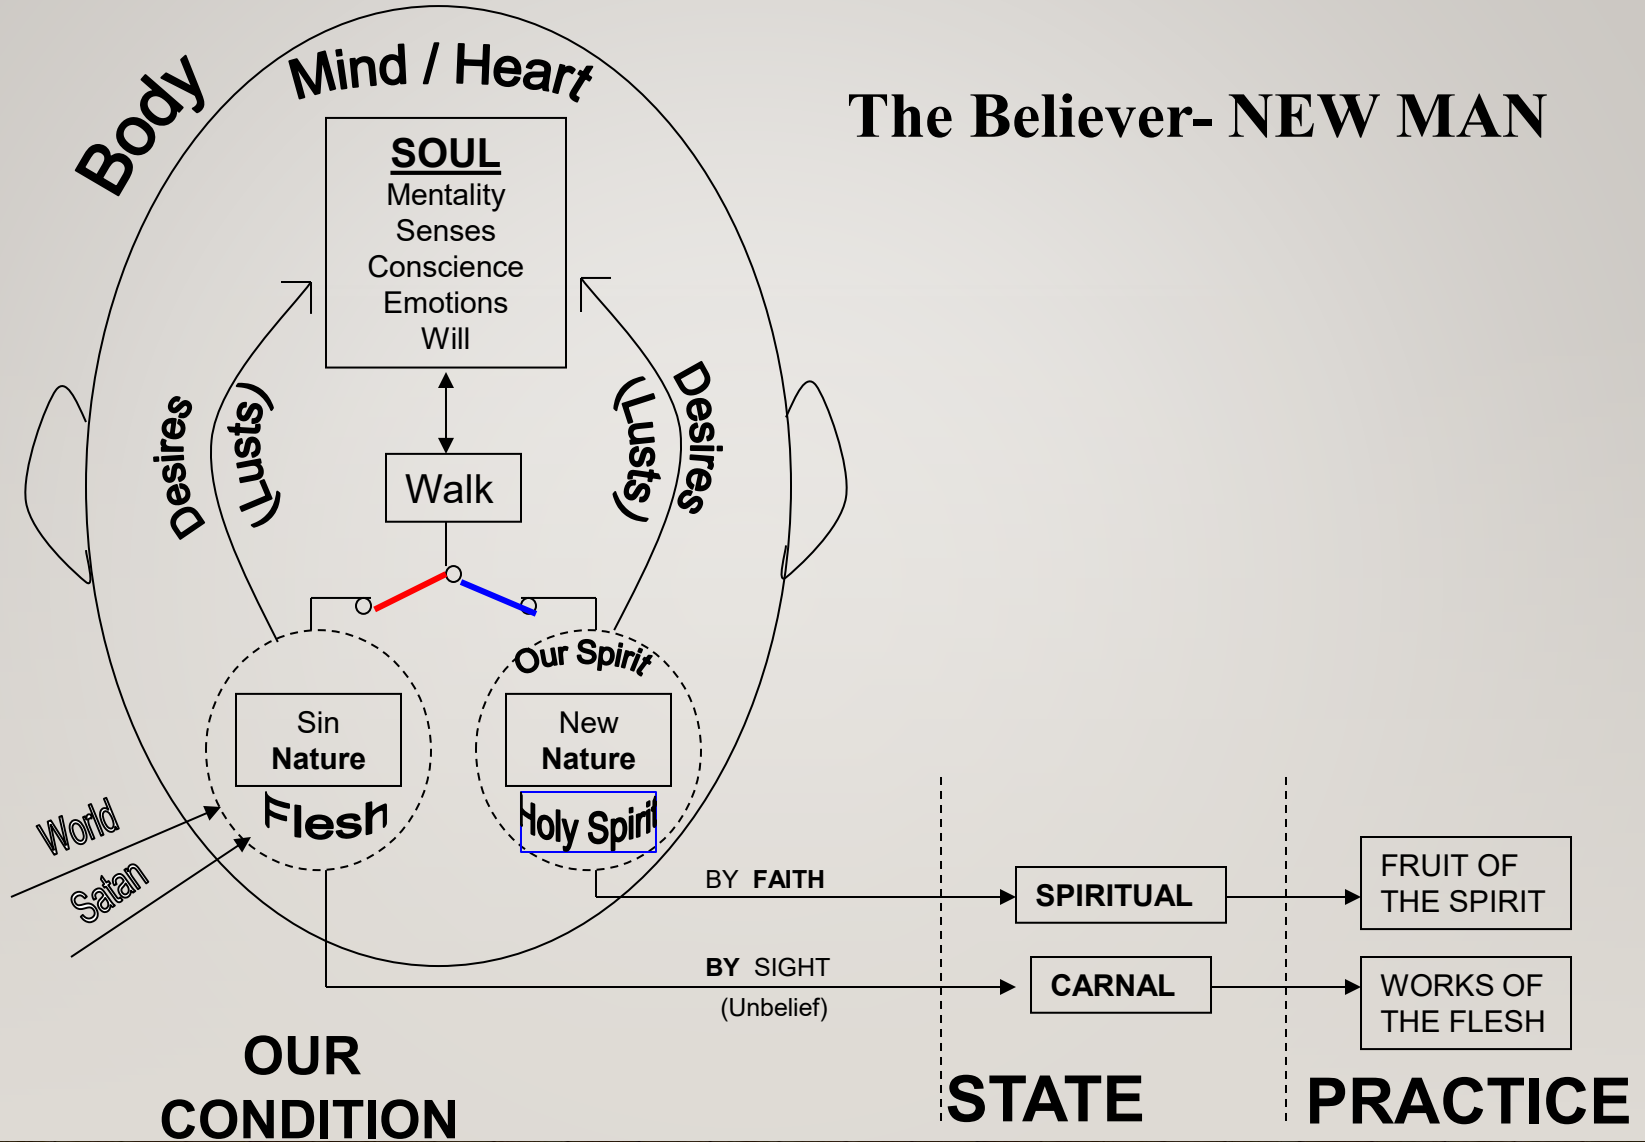 The Believer- NEW MAN
Body
Mind / Heart
SOUL
Mentality
Senses
Conscience
Emotions
Will
Desires
(Lusts)
Desires
(Lusts)
Walk
Our Spirit
Sin
Nature
Flesh
New
Nature
Holy Spirit
World
Satan
BY FAITH
SPIRITUAL
FRUIT OF
THE SPIRIT
BY SIGHT
(Unbelief)
CARNAL
WORKS OF
THE FLESH
OUR
CONDITION
STATE
PRACTICE